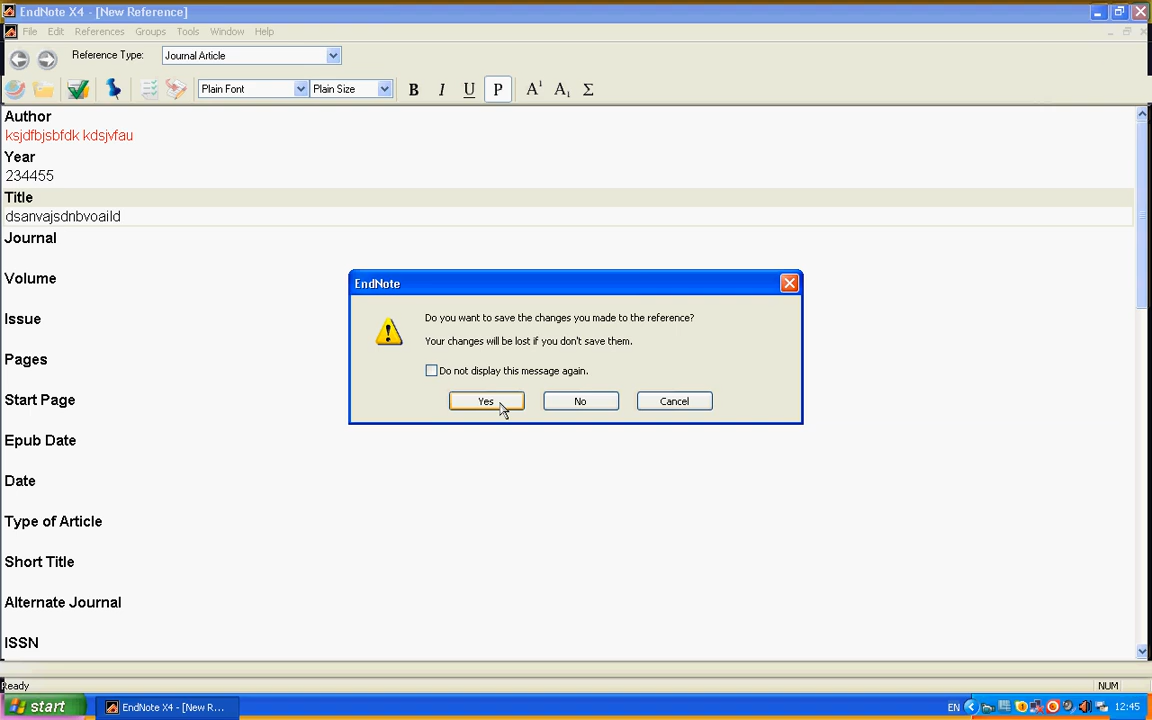 EndNote X4 - [New Reference]
File Edit References Groups Tools Window Help
Reference Type: Journal Article
Plain Font Plain Size B I U P A¹ A₁ Σ
Author
ksjdfbjsbfdk kdsjvfau
Year
234455
Title
dsanvajsdnbvoaild
Journal
Volume
Issue
Pages
Start Page
Epub Date
Date
Type of Article
Short Title
Alternate Journal
ISSN
EndNote
Do you want to save the changes you made to the reference?
Your changes will be lost if you don't save them.
Do not display this message again.
Yes No Cancel
Ready NUM
start EndNote X4 - [New R... EN 12:45